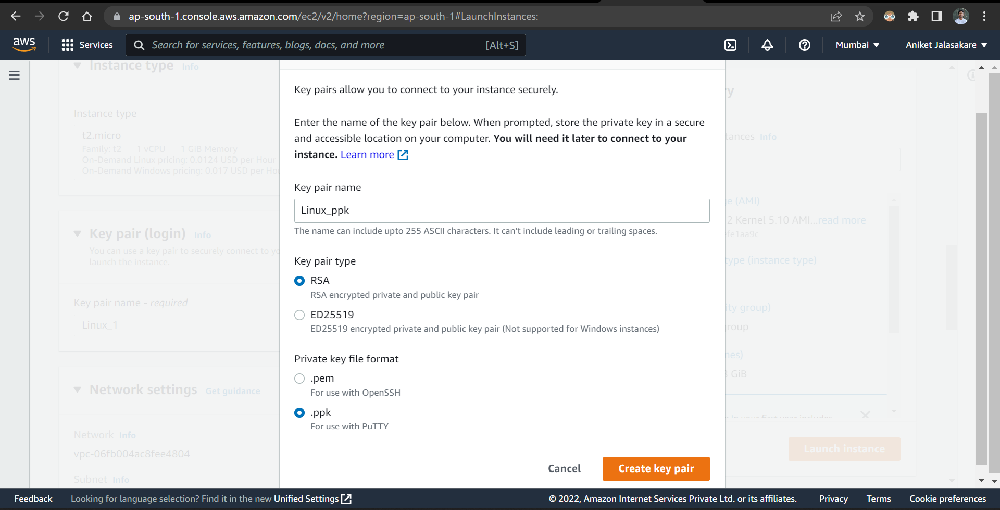 ap-south-1.console.aws.amazon.com/ec2/v2/home?region=ap-south-1#LaunchInstances:
aws
Services
Search for services, features, blogs, docs, and more
[Alt+S]
Mumbai
Aniket Jalasakare
Instance type Info
Instance type
t2.micro
Family: t2 1 vCPU 1 GiB Memory
On-Demand Linux pricing: 0.0124 USD per Hour
On-Demand Windows pricing: 0.017 USD per Ho
Key pair (login) Info
You can use a key pair to securely connect to yo
launch the instance.
Key pair name - required
Linux_1
Network settings Get guidance
Network Info
vpc-06fb004ac8fee4804
Subnet Info
Key pairs allow you to connect to your instance securely.
Enter the name of the key pair below. When prompted, store the private key in a secure
and accessible location on your computer. You will need it later to connect to your
instance. Learn more
Key pair name
Linux_ppk
The name can include upto 255 ASCII characters. It can't include leading or trailing spaces.
Key pair type
RSA
RSA encrypted private and public key pair
ED25519
ED25519 encrypted private and public key pair (Not supported for Windows instances)
Private key file format
.pem
For use with OpenSSH
.ppk
For use with PuTTY
Cancel
Create key pair
y
tances Info
e (AMI)
2 Kernel 5.10 AMI...read more
fe1aa9c
type (instance type)
ity group)
group
nes)
GiB
In your first year includes
Launch instance
Feedback
Looking for language selection? Find it in the new Unified Settings
© 2022, Amazon Internet Services Private Ltd. or its affiliates.
Privacy
Terms
Cookie preferences